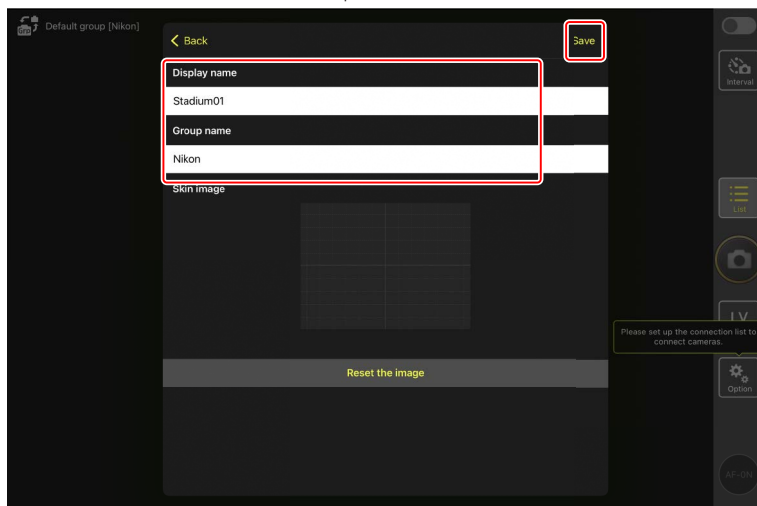 Grp
Default group [Nikon]
Back
Save
Display name
Stadium01
Group name
Nikon
Skin image
Reset the image
Interval
List
LV
Please set up the connection list to
connect cameras.
Option
AF-ON